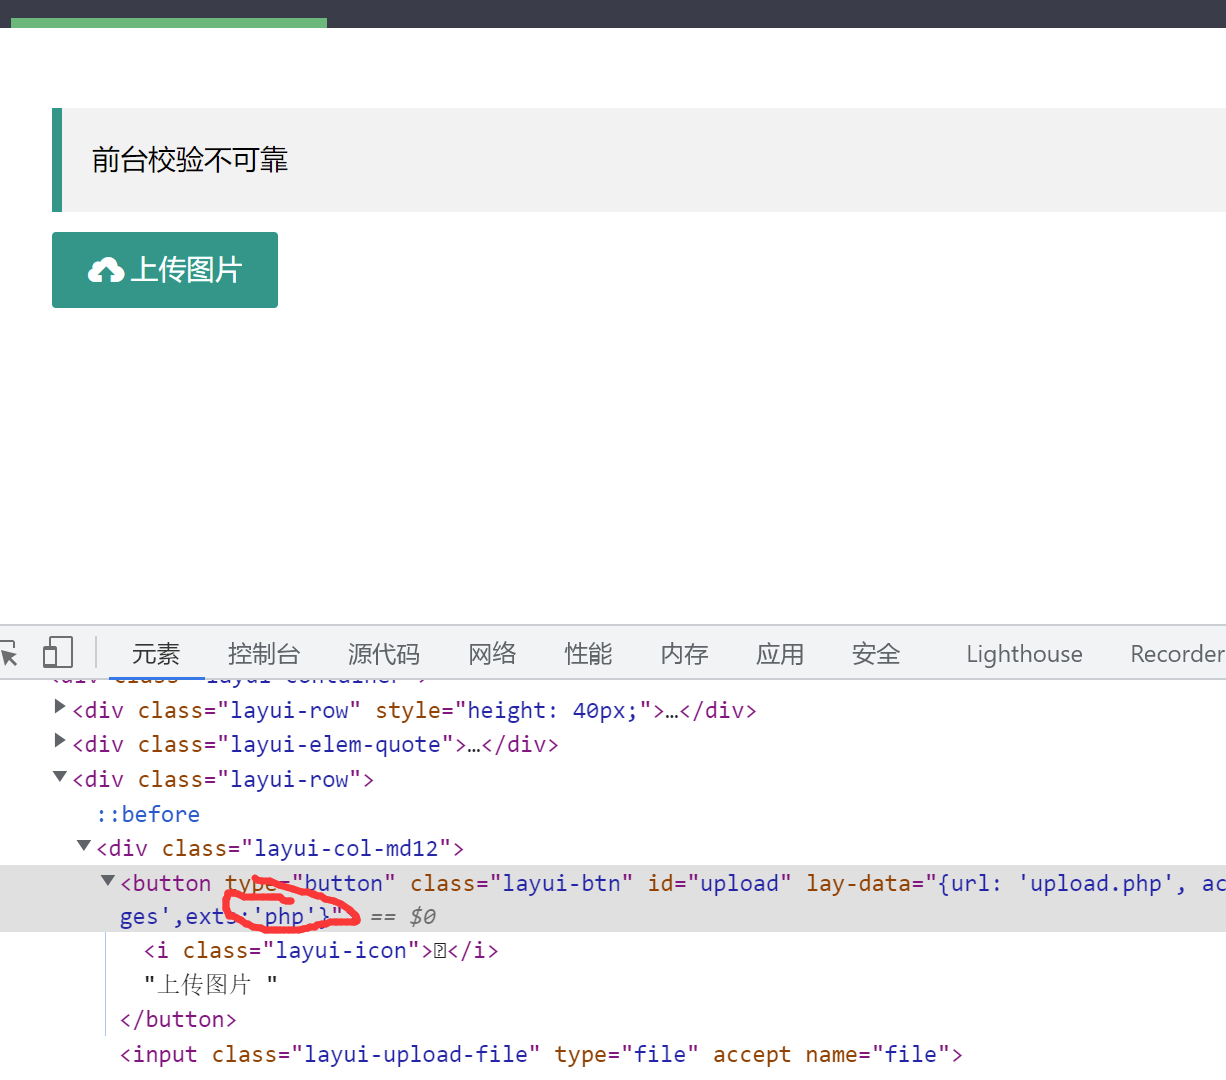 前台校验不可靠
上传图片
元素 控制台 源代码 网络 性能 内存 应用 安全 Lighthouse Recorder
<div class="layui-container">
<div class="layui-row" style="height: 40px;">…</div>
<div class="layui-elem-quote">…</div>
<div class="layui-row">
::before
<div class="layui-col-md12">
<button type="button" class="layui-btn" id="upload" lay-data="{url: 'upload.php', ac
ges',exts:'php'}" == $0
<i class="layui-icon"></i>
"上传图片 "
</button>
<input class="layui-upload-file" type="file" accept name="file">